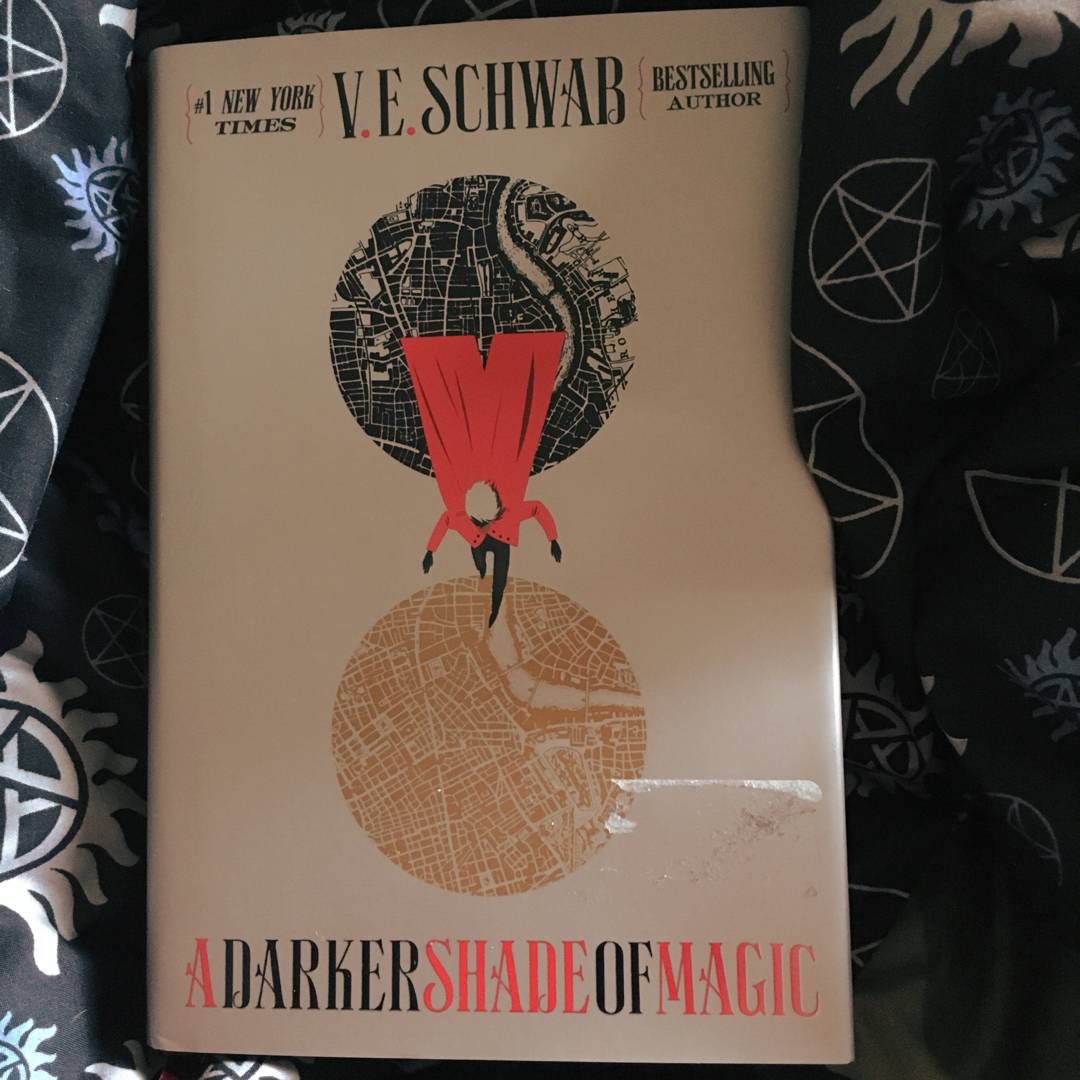 {#1 NEW YORK TIMES} V.E. SCHWAB {BESTSELLING AUTHOR}
A DARKER SHADE OF MAGIC